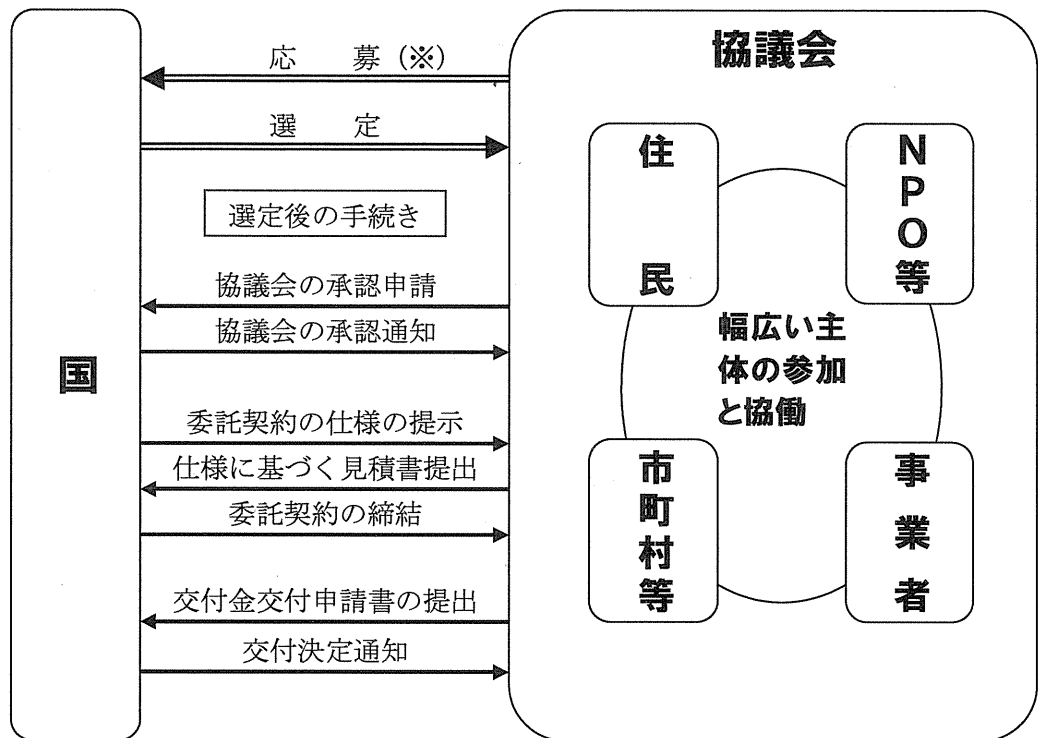 国
応　　募（※）
選　　定
選定後の手続き
協議会の承認申請
協議会の承認通知
委託契約の仕様の提示
仕様に基づく見積書提出
委託契約の締結
交付金交付申請書の提出
交付決定通知
協議会
住民
NPO等
幅広い主
体の参加
と協働
市町村等
事業者